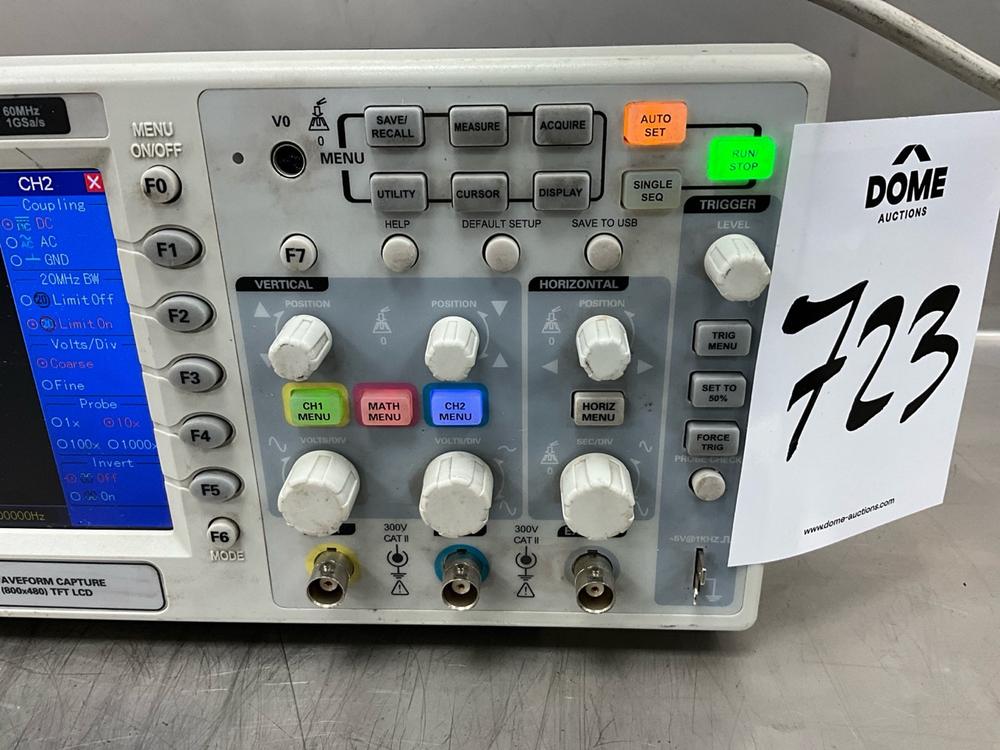 60MHz
1GSa/s
MENU
ON/OFF
CH2
Coupling
DC
AC
GND
20MHz BW
Limit Off
Limit On
Volts/Div
Coarse
Fine
Probe
1x 10x
100x 1000x
Invert
Off
On
F0
F1
F2
F3
F4
F5
F6
MODE
AVEFORM CAPTURE
(800x480) TFT LCD
V0
0
MENU
SAVE/
RECALL
MEASURE
ACQUIRE
UTILITY
CURSOR
DISPLAY
AUTO
SET
RUN/
STOP
SINGLE
SEQ
F7
HELP
DEFAULT SETUP
SAVE TO USB
VERTICAL
POSITION
0
POSITION
CH1
MENU
MATH
MENU
CH2
MENU
VOLTS/DIV
VOLTS/DIV
HORIZONTAL
POSITION
0
HORIZ
MENU
SEC/DIV
0
TRIGGER
LEVEL
TRIG
MENU
SET TO
50%
FORCE
TRIG
PROBE CHECK
~5V@1KHZ
300V
CAT II
300V
CAT II
DOME
AUCTIONS
723
www.dome-auctions.com